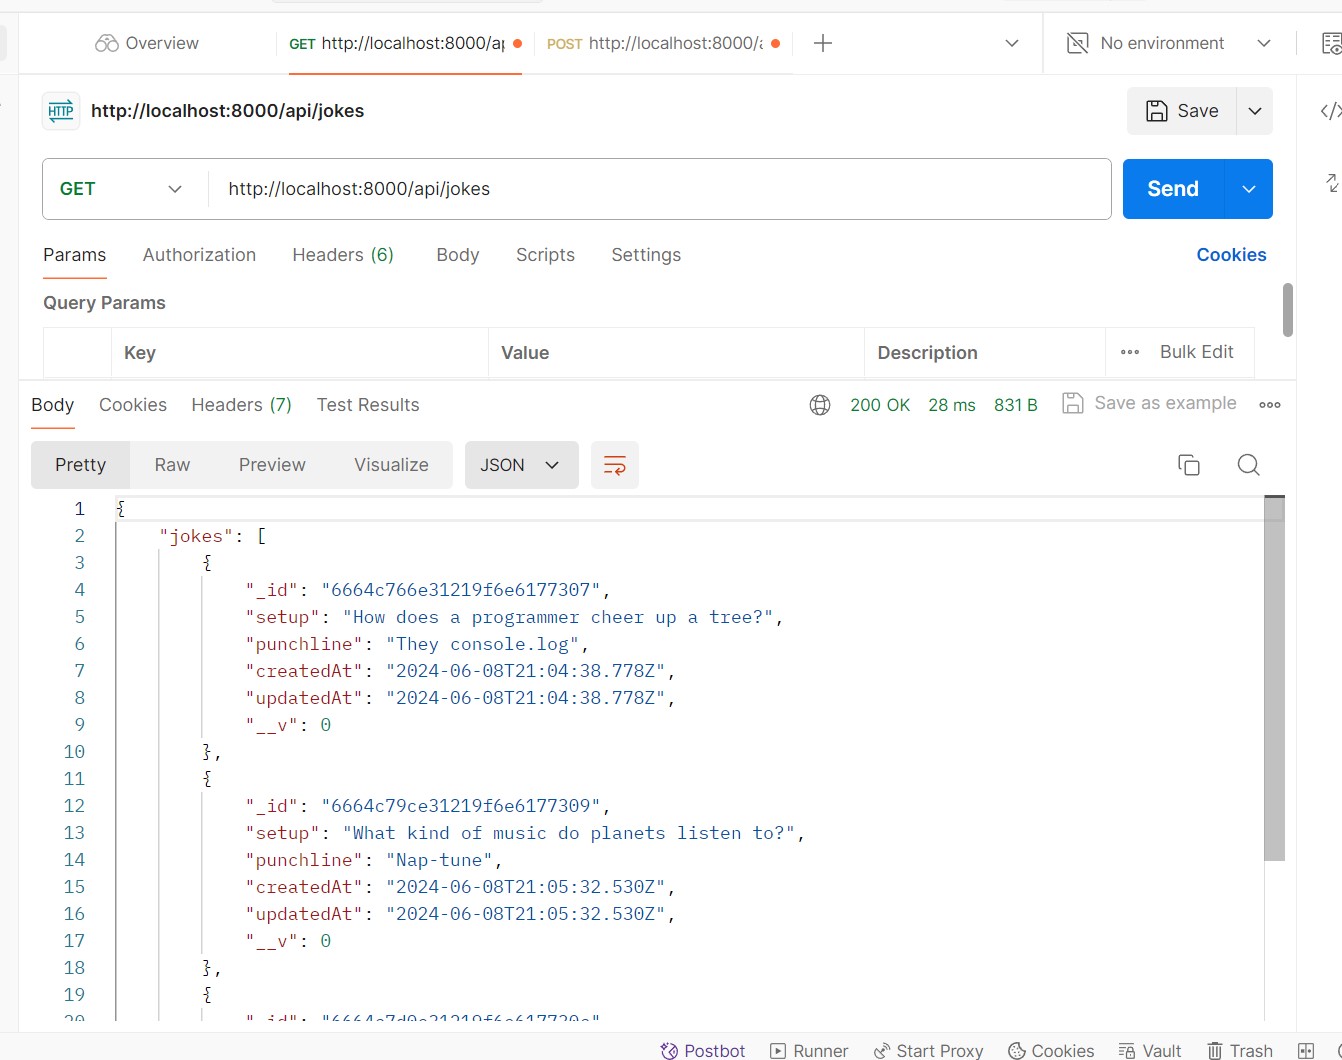 Overview
GET http://localhost:8000/ap
POST http://localhost:8000/a
No environment
HTTP http://localhost:8000/api/jokes
Save
GET http://localhost:8000/api/jokes
Send
Params Authorization Headers (6) Body Scripts Settings Cookies
Query Params
Key Value Description Bulk Edit
Body Cookies Headers (7) Test Results 200 OK 28 ms 831 B Save as example
Pretty Raw Preview Visualize JSON
1 {
2 "jokes": [
3 {
4 "_id": "6664c766e31219f6e6177307",
5 "setup": "How does a programmer cheer up a tree?",
6 "punchline": "They console.log",
7 "createdAt": "2024-06-08T21:04:38.778Z",
8 "updatedAt": "2024-06-08T21:04:38.778Z",
9 "__v": 0
10 },
11 {
12 "_id": "6664c79ce31219f6e6177309",
13 "setup": "What kind of music do planets listen to?",
14 "punchline": "Nap-tune",
15 "createdAt": "2024-06-08T21:05:32.530Z",
16 "updatedAt": "2024-06-08T21:05:32.530Z",
17 "__v": 0
18 },
19 {
20 "_id":
Postbot Runner Start Proxy Cookies Vault Trash